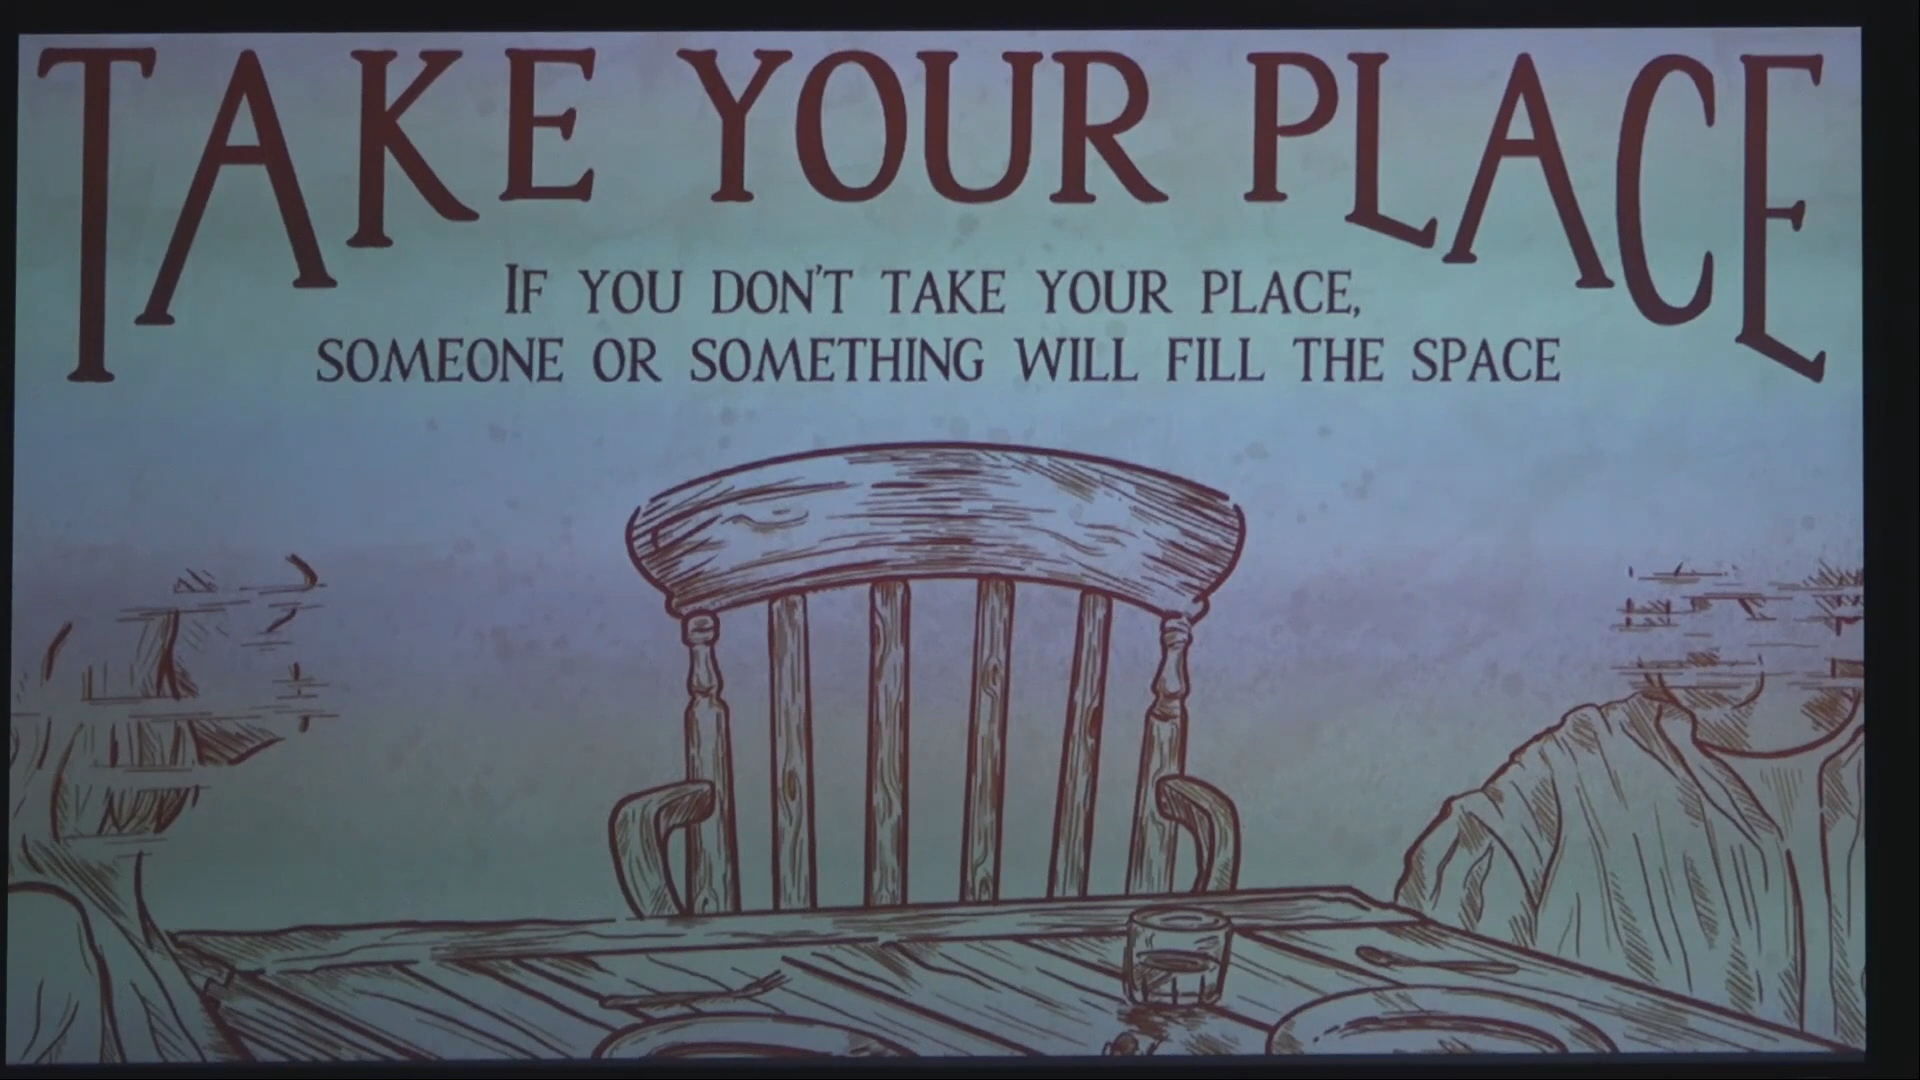 TAKE YOUR PLACE
IF YOU DON'T TAKE YOUR PLACE,
SOMEONE OR SOMETHING WILL FILL THE SPACE